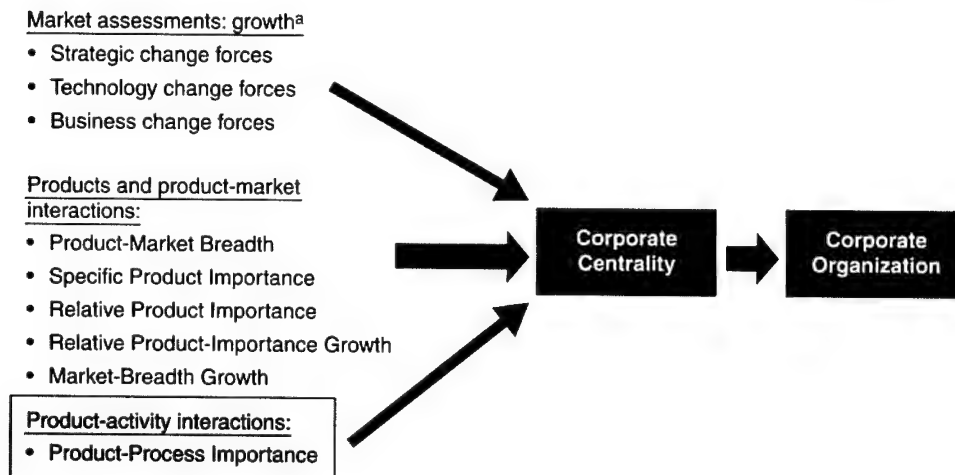 Market assessments: growthᵃ
• Strategic change forces
• Technology change forces
• Business change forces
Products and product-market
interactions:
• Product-Market Breadth
• Specific Product Importance
• Relative Product Importance
• Relative Product-Importance Growth
• Market-Breadth Growth
Product-activity interactions:
• Product-Process Importance
Corporate
Centrality
Corporate
Organization